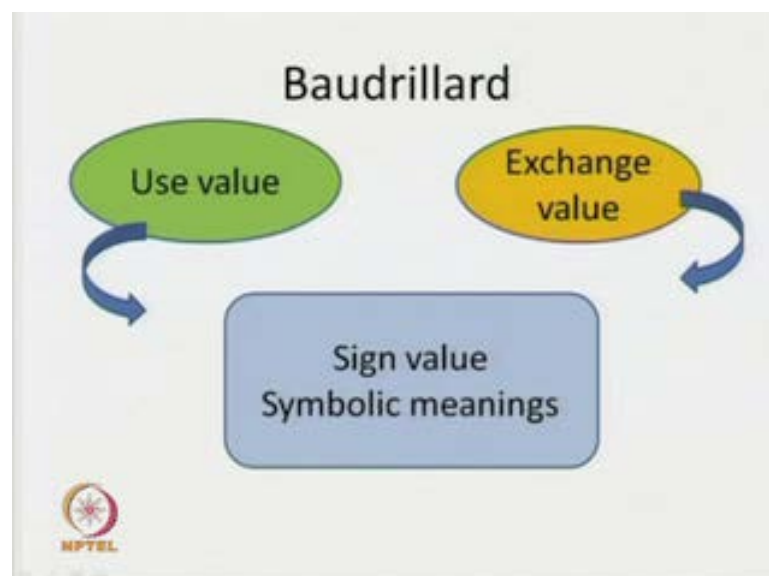 Baudrillard
Use value
Exchange
value
Sign value
Symbolic meanings
NPTEL